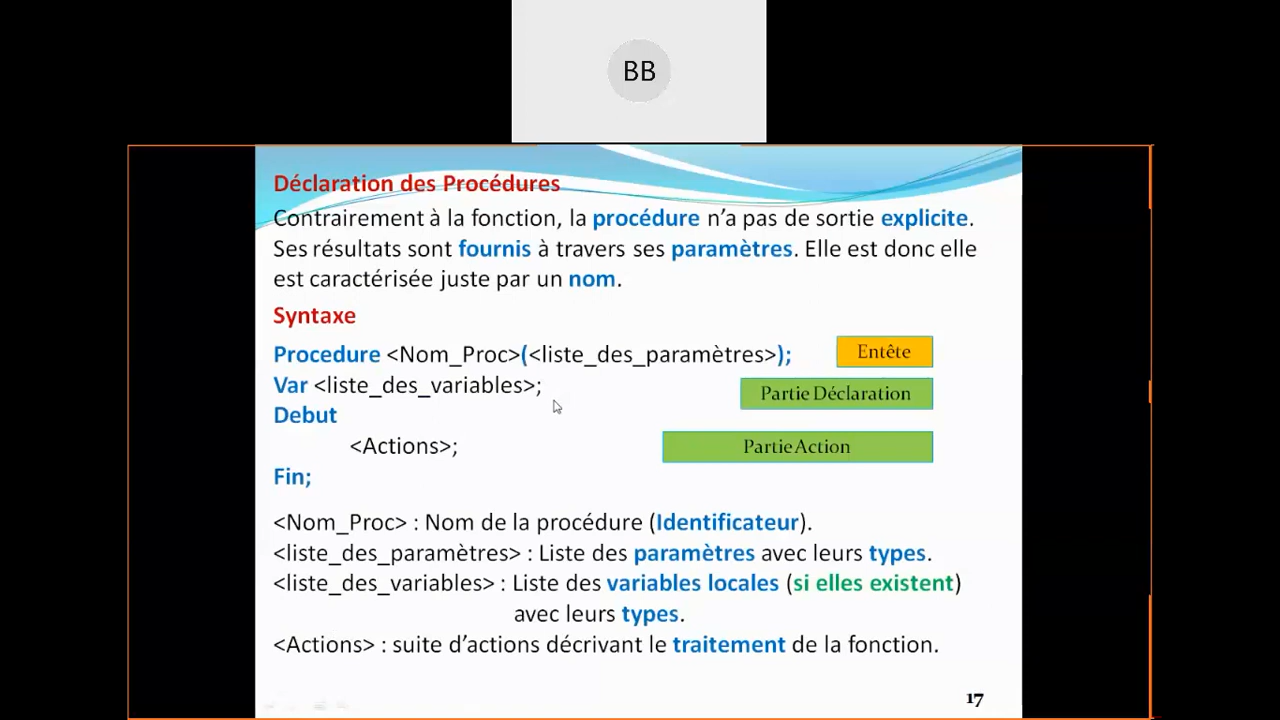 BB
Déclaration des Procédures
Contrairement à la fonction, la procédure n’a pas de sortie explicite.
Ses résultats sont fournis à travers ses paramètres. Elle est donc elle
est caractérisée juste par un nom.
Syntaxe
Procedure <Nom_Proc>(<liste_des_paramètres>); Entête
Var <liste_des_variables>; Partie Déclaration
Debut
<Actions>; Partie Action
Fin;
<Nom_Proc> : Nom de la procédure (Identificateur).
<liste_des_paramètres> : Liste des paramètres avec leurs types.
<liste_des_variables> : Liste des variables locales (si elles existent)
avec leurs types.
<Actions> : suite d’actions décrivant le traitement de la fonction.
17